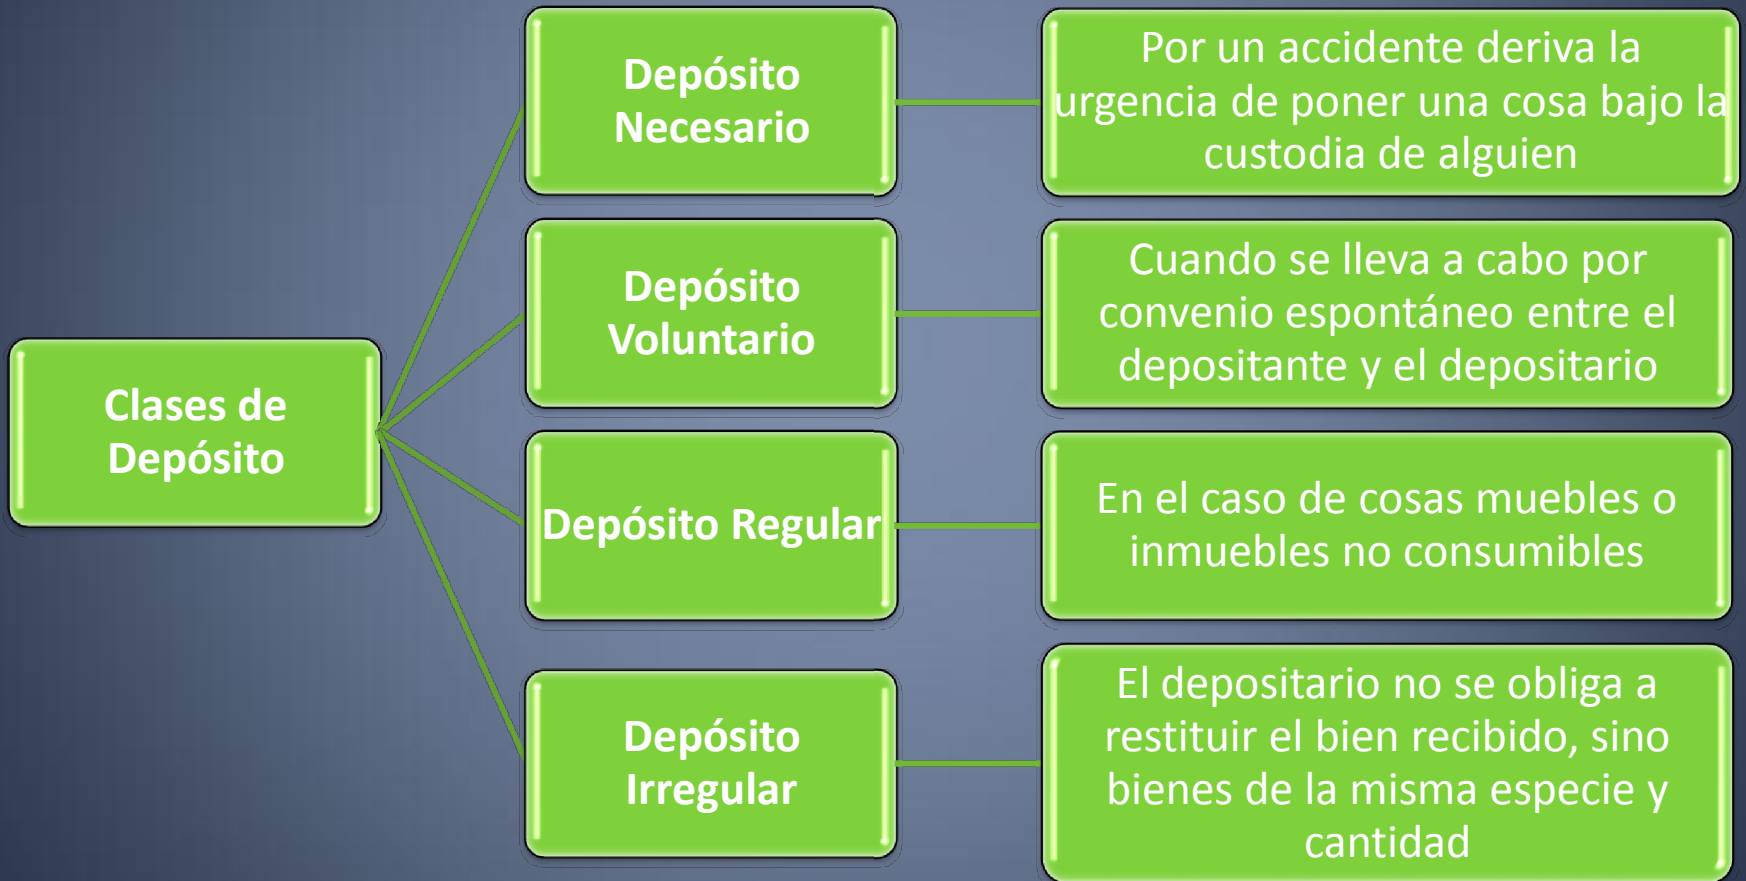 Clases de
Depósito
Depósito
Necesario
Por un accidente deriva la
urgencia de poner una cosa bajo la
custodia de alguien
Depósito
Voluntario
Cuando se lleva a cabo por
convenio espontáneo entre el
depositante y el depositario
Depósito Regular
En el caso de cosas muebles o
inmuebles no consumibles
Depósito
Irregular
El depositario no se obliga a
restituir el bien recibido, sino
bienes de la misma especie y
cantidad